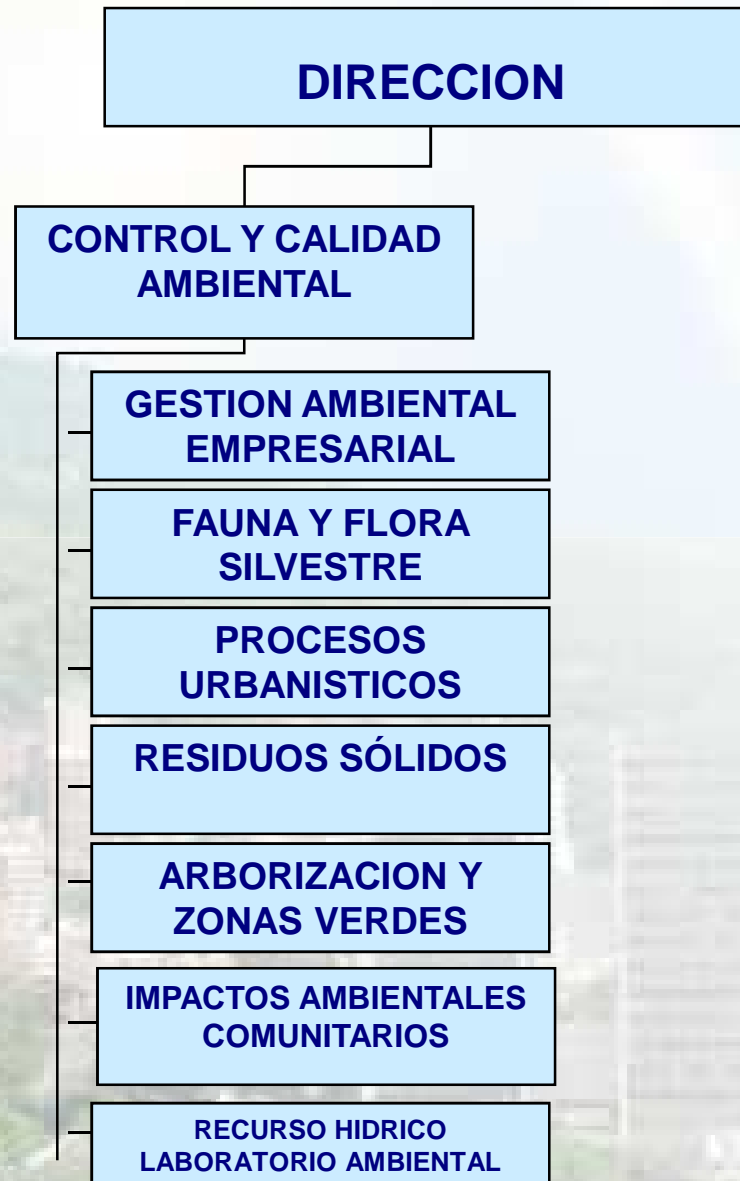 DIRECCION
CONTROL Y CALIDAD
AMBIENTAL
GESTION AMBIENTAL
EMPRESARIAL
FAUNA Y FLORA
SILVESTRE
PROCESOS
URBANISTICOS
RESIDUOS SÓLIDOS
ARBORIZACION Y
ZONAS VERDES
IMPACTOS AMBIENTALES
COMUNITARIOS
RECURSO HIDRICO
LABORATORIO AMBIENTAL